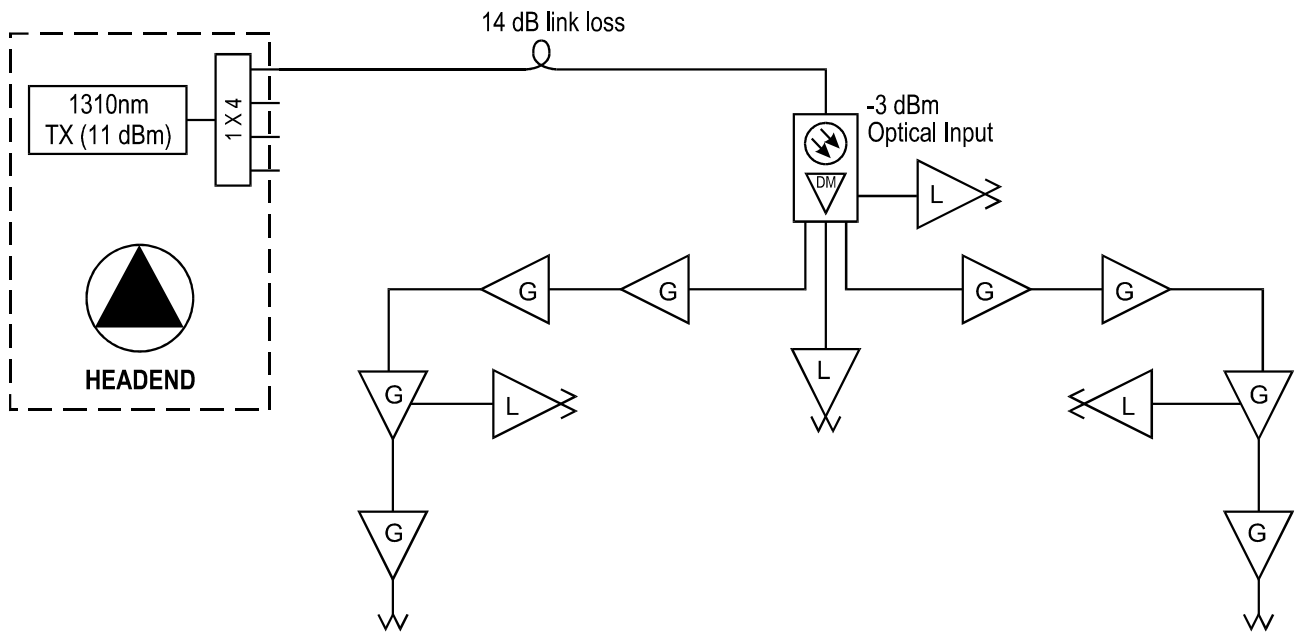 14 dB link loss
1310nm
TX (11 dBm)
1 X 4
-3 dBm
Optical Input
DM
L
G
G
G
G
HEADEND
G
L
L
L
G
G
G